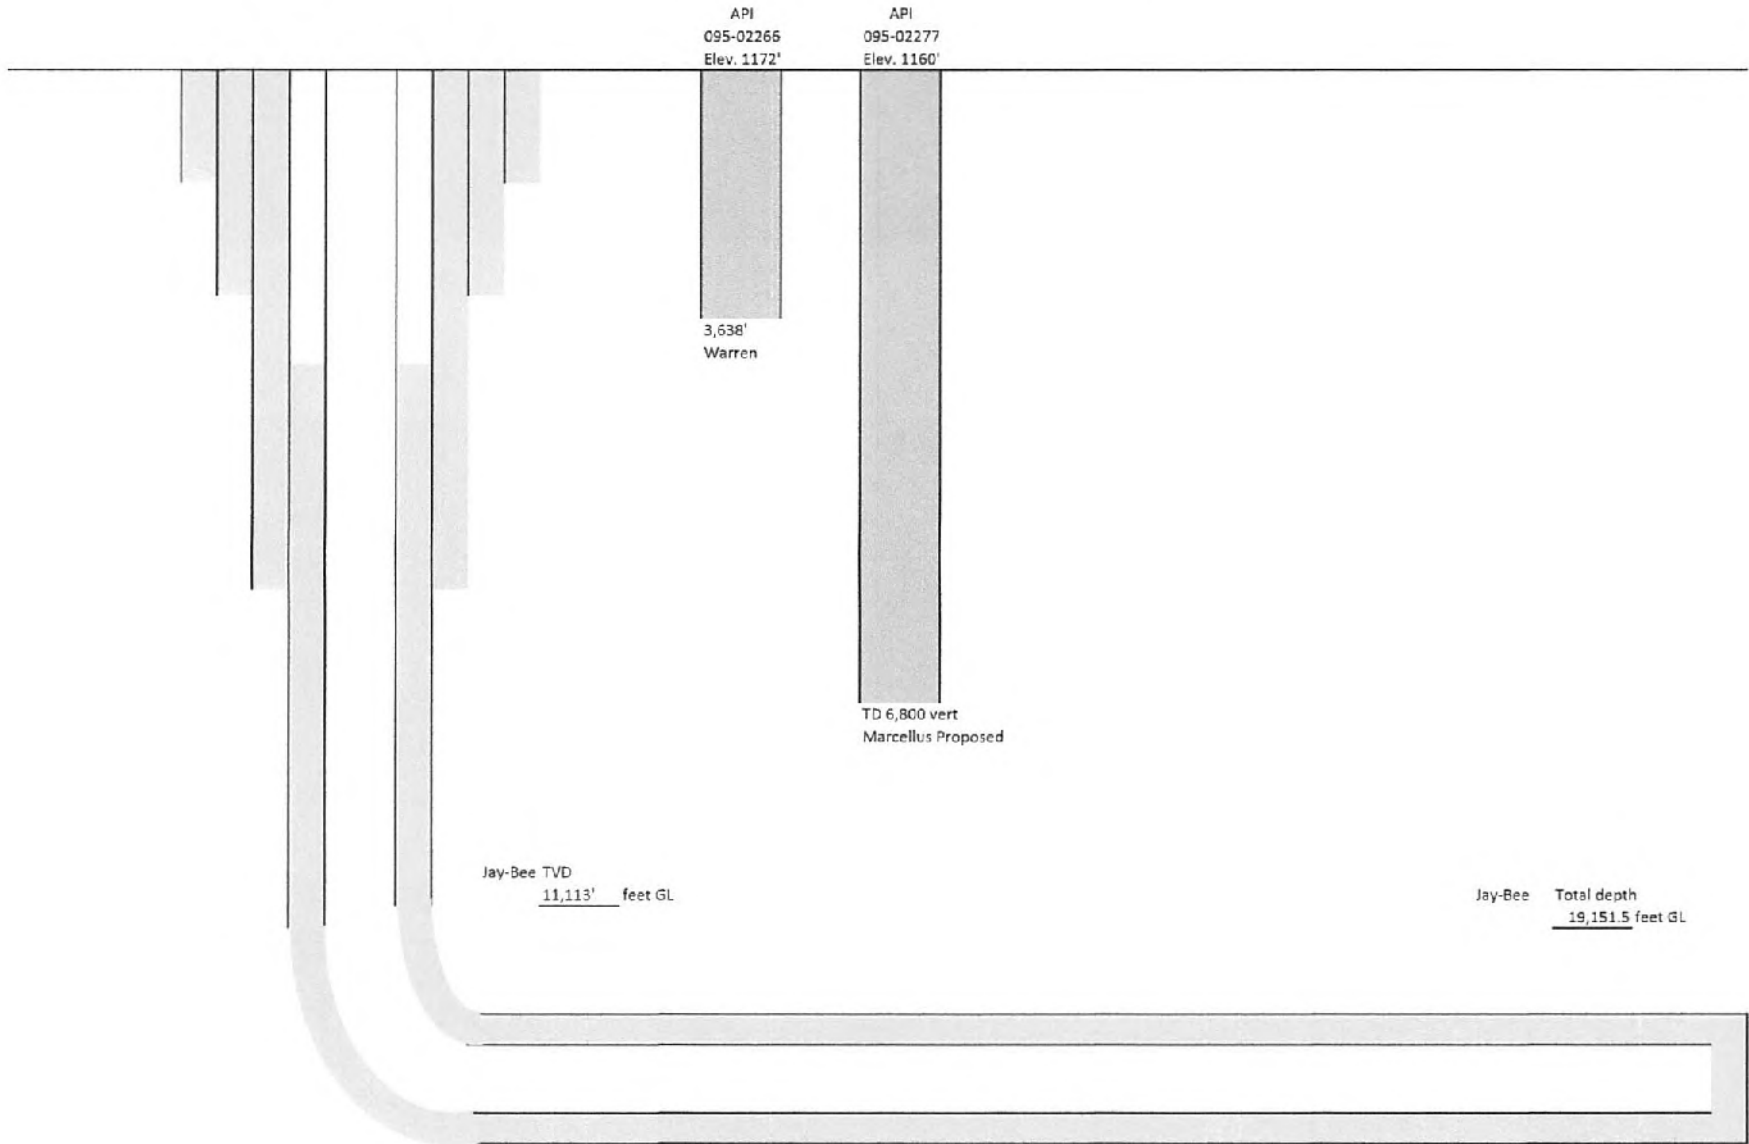 API
095-02266
Elev. 1172'
API
095-02277
Elev. 1160'
3,638'
Warren
TD 6,800 vert
Marcellus Proposed
Jay-Bee TVD
11,113' feet GL
Jay-Bee Total depth
19,151.5 feet GL